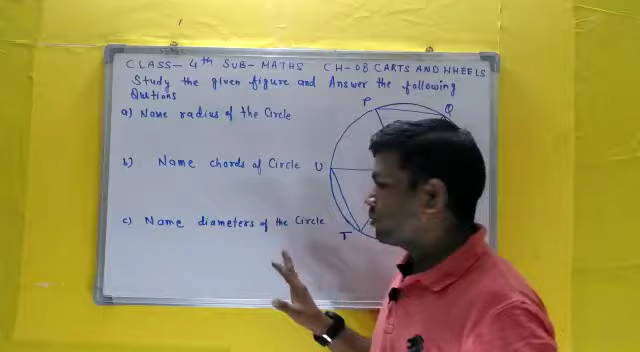 CLASS- 4th SUB- MATHS CH-08 CARTS AND WHEELS
Study the given figure and Answer the following
Qustions
a) Name radius of the Circle
P
Q
b) Name chords of Circle
U
c) Name diameters of the Circle
T